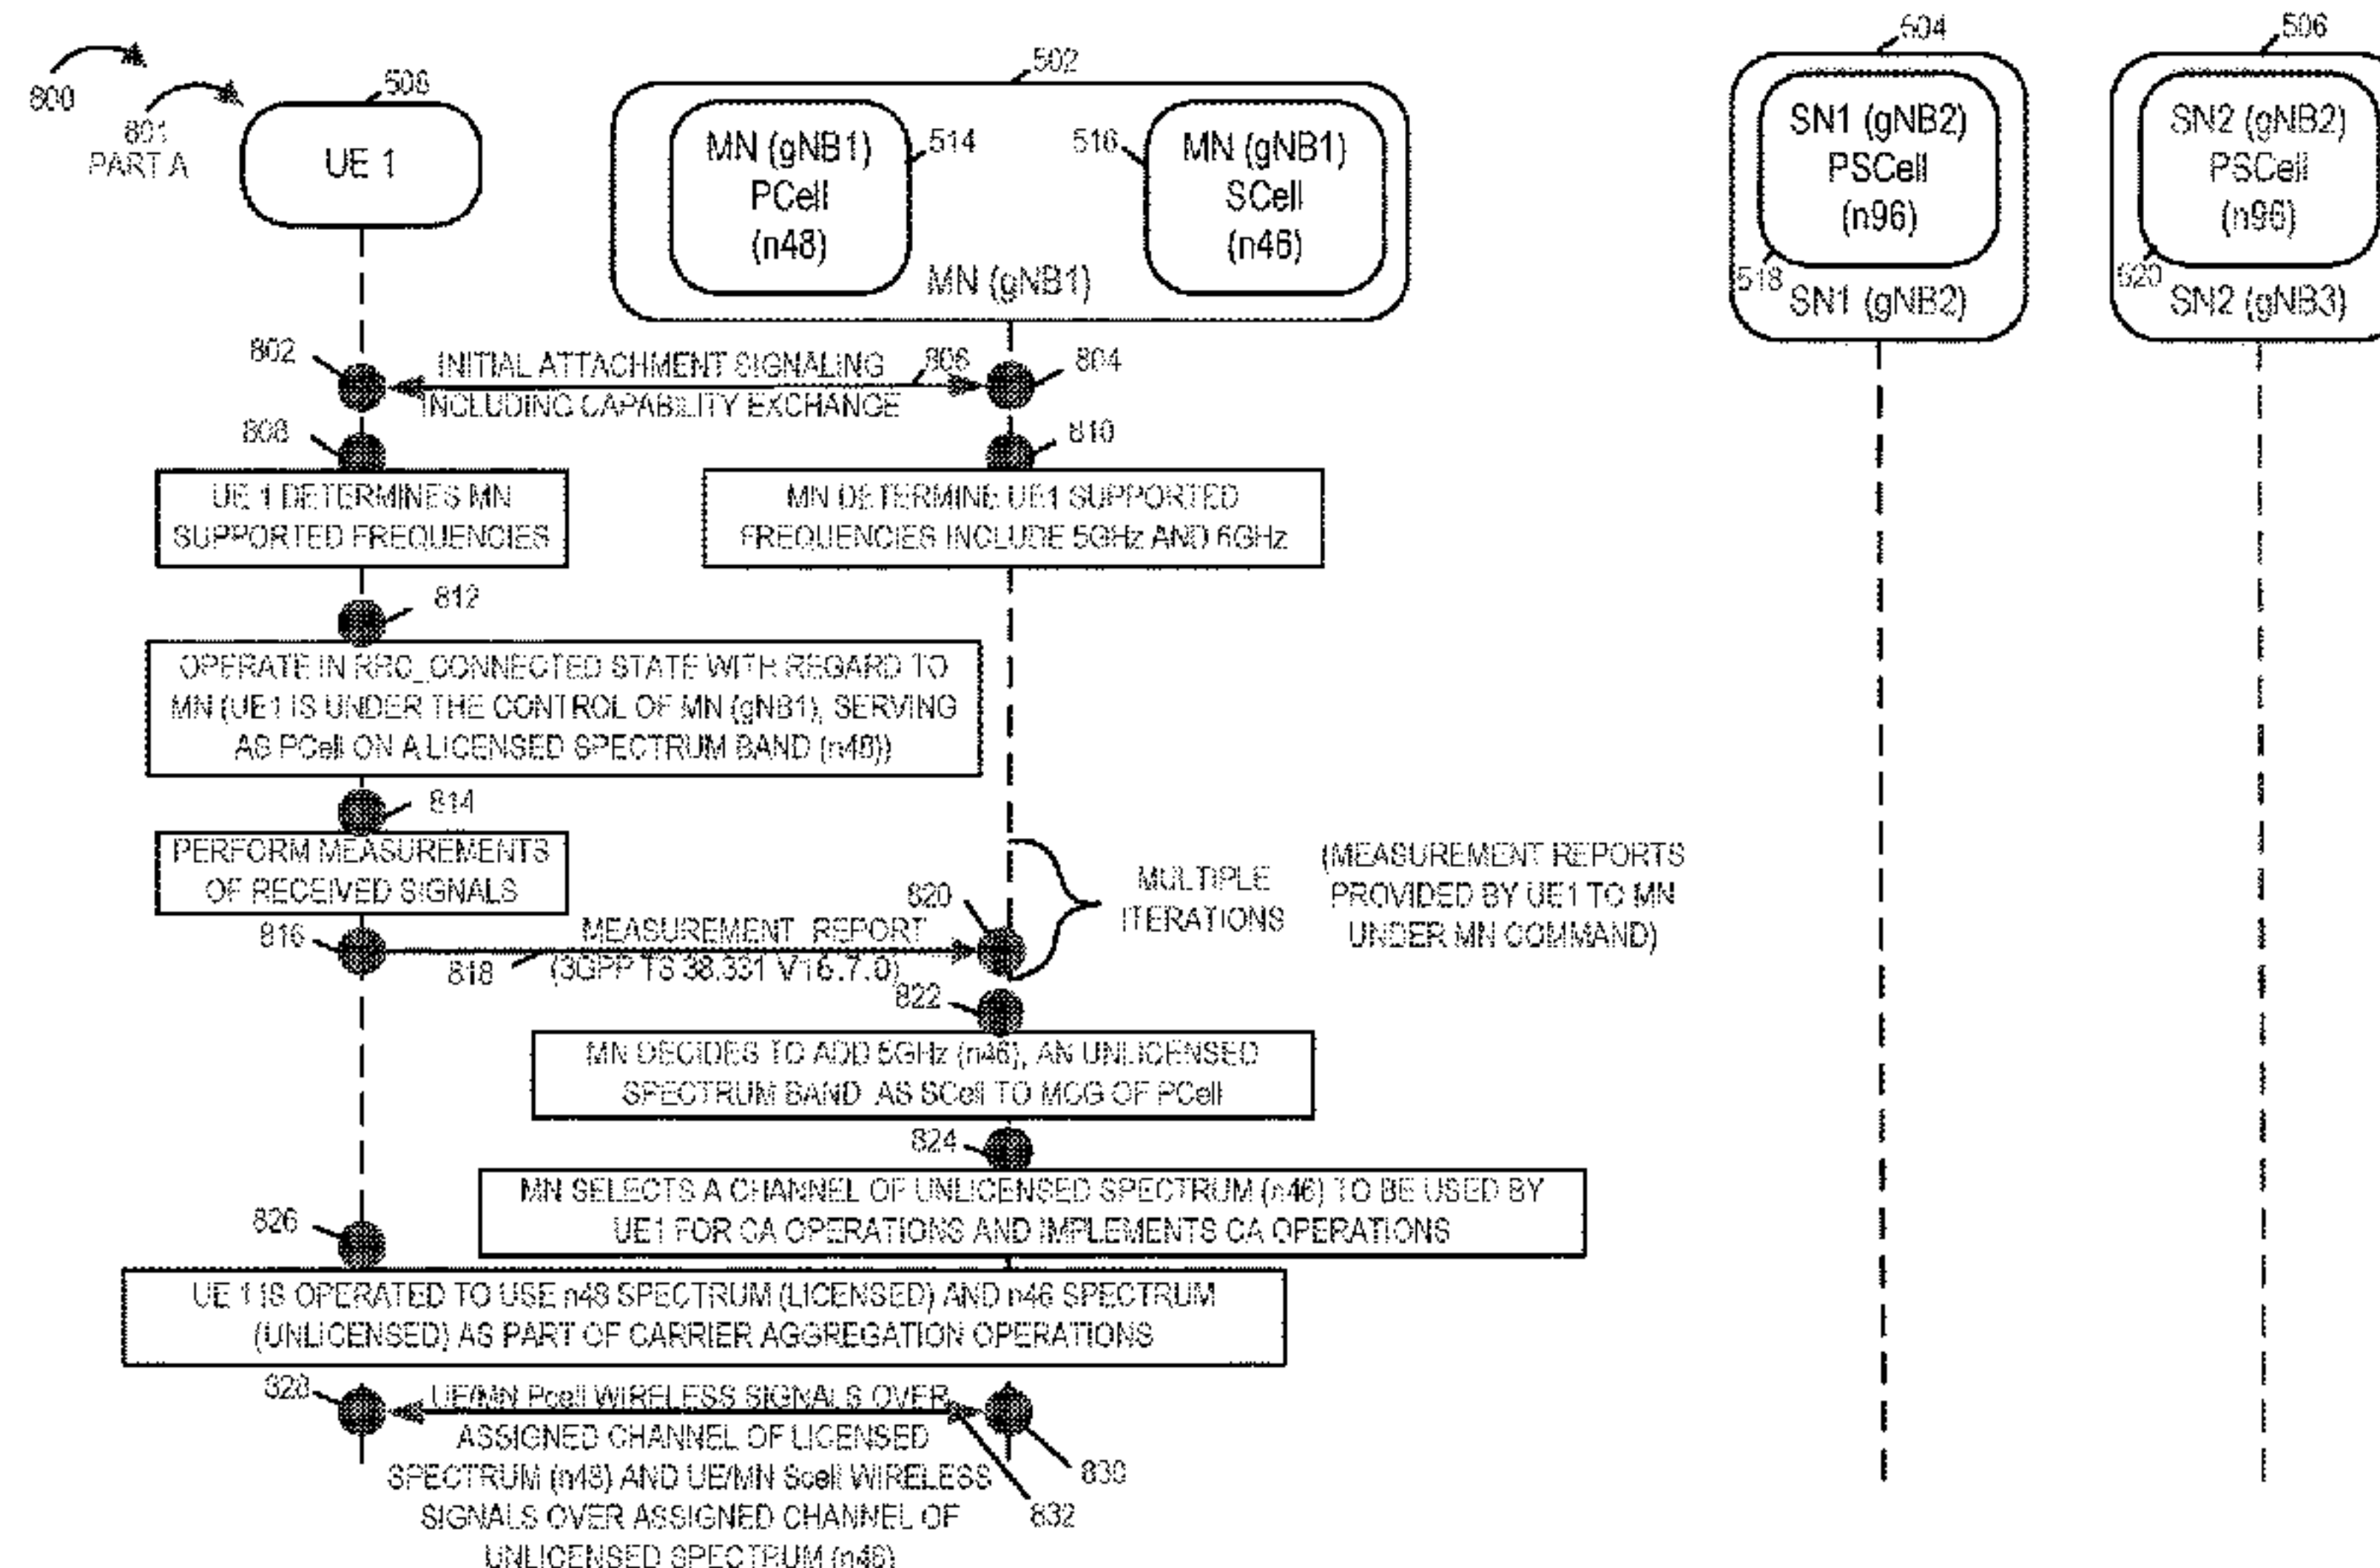 800
801
PART A
508
UE 1
502
MN (gNB1)
PCell
(n48)
514
516
MN (gNB1)
SCell
(n46)
MN (gNB1)
504
SN1 (gNB2)
PSCell
(n96)
518
SN1 (gNB2)
506
SN2 (gNB2)
PSCell
(n96)
520
SN2 (gNB3)
802
INITIAL ATTACHMENT SIGNALING
806
804
INCLUDING CAPABILITY EXCHANGE
808
810
UE 1 DETERMINES MN
SUPPORTED FREQUENCIES
MN DETERMINE UE1 SUPPORTED
FREQUENCIES INCLUDE 5GHz AND 6GHz
812
OPERATE IN RRC_CONNECTED STATE WITH REGARD TO
MN (UE1 IS UNDER THE CONTROL OF MN (gNB1), SERVING
AS PCell ON A LICENSED SPECTRUM BAND (n48))
814
PERFORM MEASUREMENTS
OF RECEIVED SIGNALS
816
MEASUREMENT REPORT
818
(3GPP TS 38.331 V16.7.0)
820
MULTIPLE
ITERATIONS
(MEASUREMENT REPORTS
PROVIDED BY UE1 TO MN
UNDER MN COMMAND)
822
MN DECIDES TO ADD 5GHz (n46), AN UNLICENSED
SPECTRUM BAND AS SCell TO MCG OF PCell
824
MN SELECTS A CHANNEL OF UNLICENSED SPECTRUM (n46) TO BE USED BY
UE1 FOR CA OPERATIONS AND IMPLEMENTS CA OPERATIONS
826
UE 1 IS OPERATED TO USE n48 SPECTRUM (LICENSED) AND n46 SPECTRUM
(UNLICENSED) AS PART OF CARRIER AGGREGATION OPERATIONS
828
UE/MN Pcell WIRELESS SIGNALS OVER
ASSIGNED CHANNEL OF LICENSED
SPECTRUM (n48) AND UE/MN Scell WIRELESS
SIGNALS OVER ASSIGNED CHANNEL OF
UNLICENSED SPECTRUM (n46)
830
832